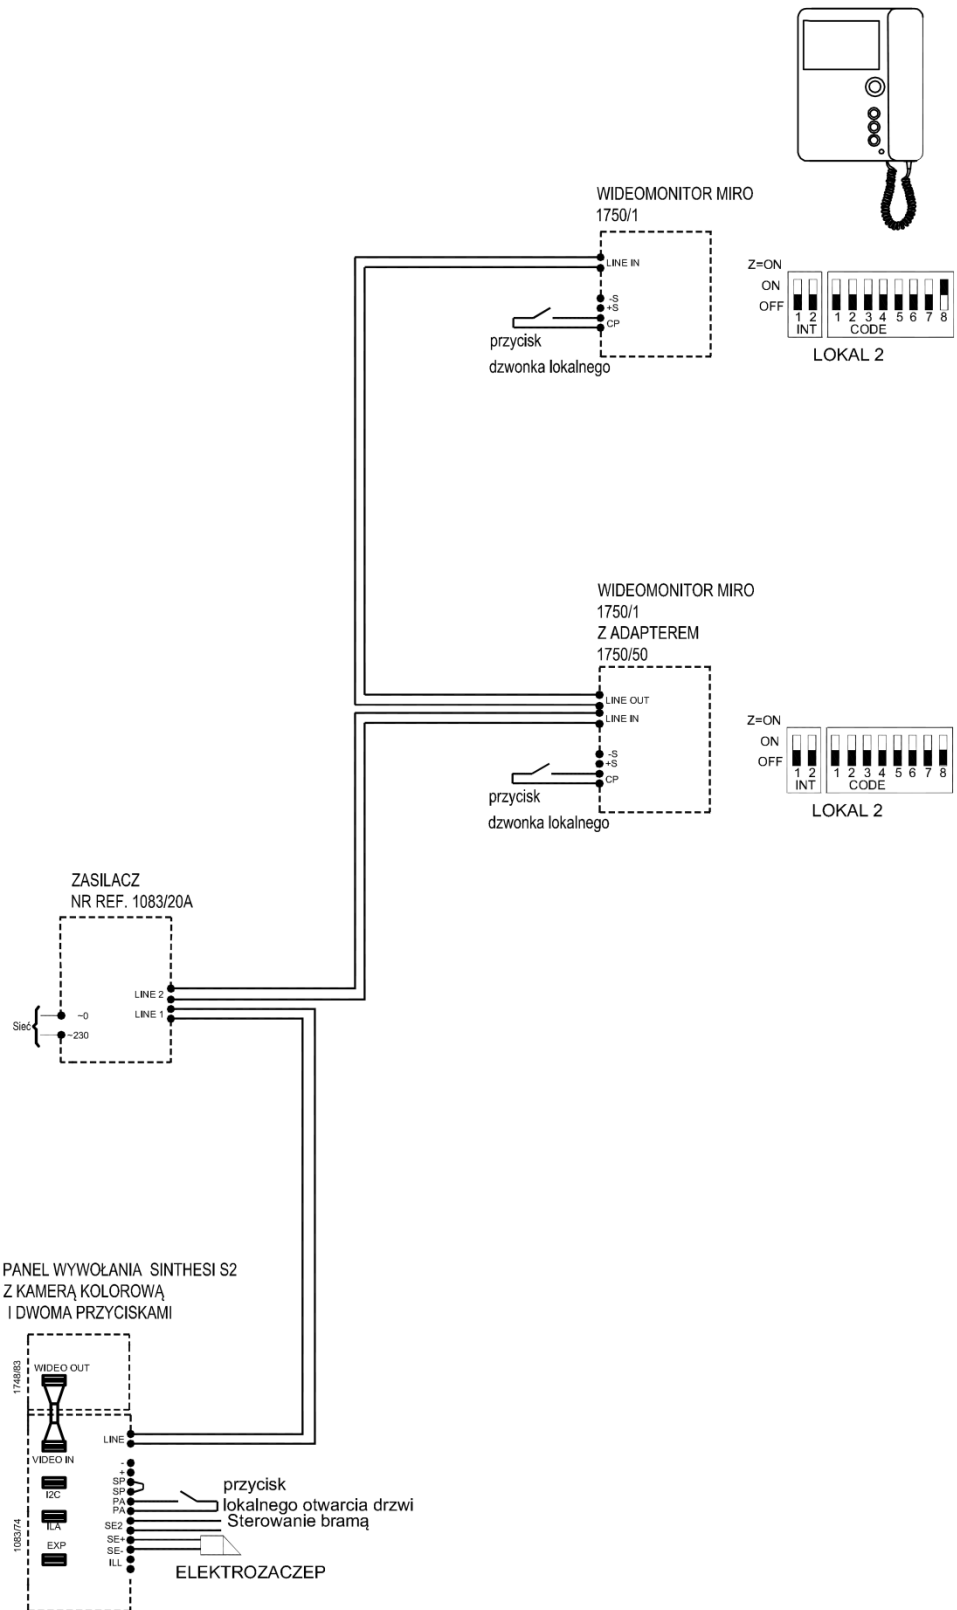 WIDEOMONITOR MIRO
1750/1
LINE IN
-S
+S
CP
przycisk
dzwonka lokalnego
Z=ON
ON
OFF
1 2 1 2 3 4 5 6 7 8
INT CODE
LOKAL 2
WIDEOMONITOR MIRO
1750/1
Z ADAPTEREM
1750/50
LINE OUT
LINE IN
-S
+S
CP
przycisk
dzwonka lokalnego
Z=ON
ON
OFF
1 2 1 2 3 4 5 6 7 8
INT CODE
LOKAL 2
ZASILACZ
NR REF. 1083/20A
LINE 2
LINE 1
Sieć
~0
~230
PANEL WYWOŁANIA SINTHESI S2
Z KAMERĄ KOLOROWĄ
I DWOMA PRZYCISKAMI
1748/83
WIDEO OUT
VIDEO IN
I2C
ILA
EXP
1083/74
LINE
-
+
SP
SP
PA
PA
SE2
SE+
SE-
ILL
przycisk
lokalnego otwarcia drzwi
Sterowanie bramą
ELEKTROZACZEP